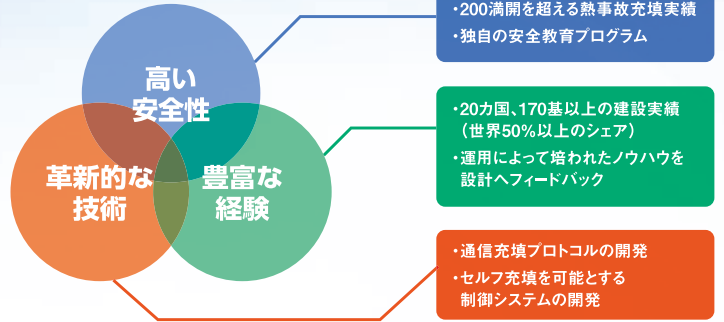 高い
安全性
革新的な
技術
豊富な
経験
・200満開を超える熱事故充填実績
・独自の安全教育プログラム
・20カ国、170基以上の建設実績
（世界50%以上のシェア）
・運用によって培われたノウハウを
設計へフィードバック
・通信充填プロトコルの開発
・セルフ充填を可能とする
制御システムの開発